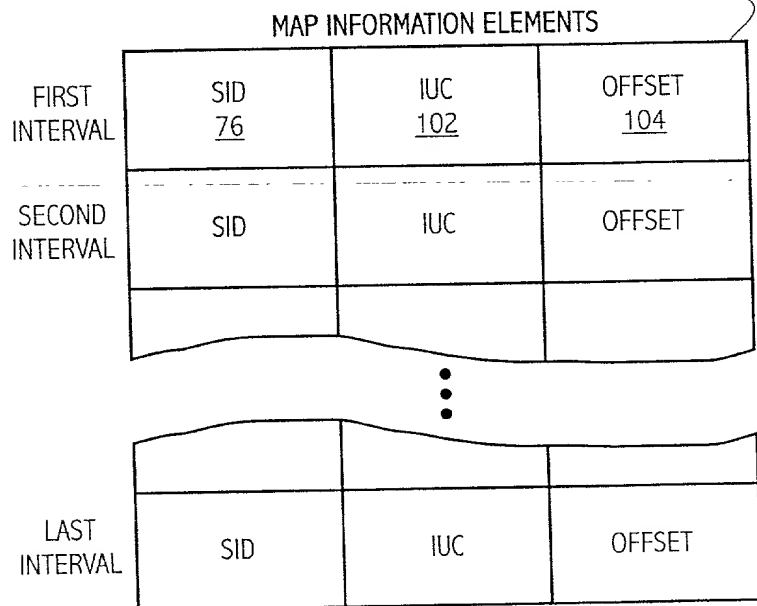 MAP INFORMATION ELEMENTS
FIRST INTERVAL
SID 76
IUC 102
OFFSET 104
SECOND INTERVAL
SID
IUC
OFFSET
LAST INTERVAL
SID
IUC
OFFSET